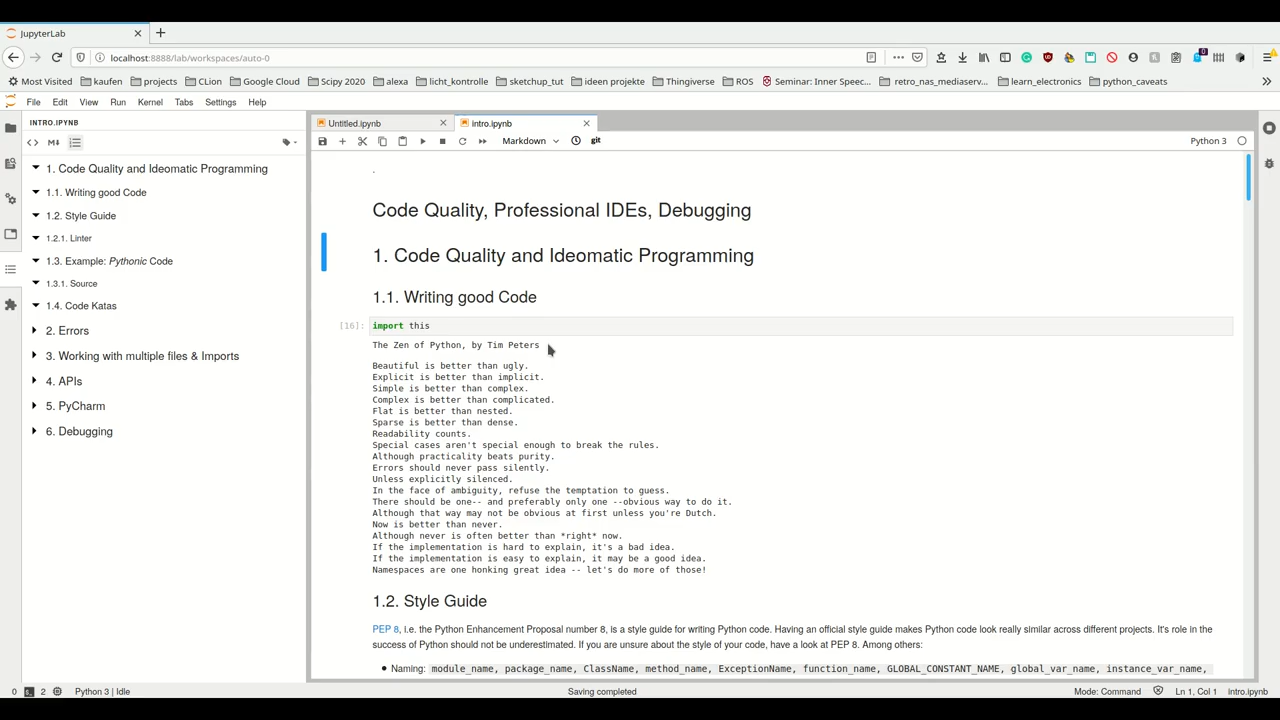 JupyterLab
localhost:8888/lab/workspaces/auto-0
Most Visited kaufen projects CLion Google Cloud Scipy 2020 alexa licht_kontrolle sketchup_tut ideen projekte Thingiverse ROS Seminar: Inner Speec... retro_nas_mediaserv... learn_electronics python_caveats
File Edit View Run Kernel Tabs Settings Help
INTRO.IPYNB
1. Code Quality and Ideomatic Programming
1.1. Writing good Code
1.2. Style Guide
1.2.1. Linter
1.3. Example: Pythonic Code
1.3.1. Source
1.4. Code Katas
2. Errors
3. Working with multiple files & Imports
4. APIs
5. PyCharm
6. Debugging
Untitled.ipynb intro.ipynb
Markdown git Python 3
.
Code Quality, Professional IDEs, Debugging
1. Code Quality and Ideomatic Programming
1.1. Writing good Code
[16]: import this
The Zen of Python, by Tim Peters
Beautiful is better than ugly.
Explicit is better than implicit.
Simple is better than complex.
Complex is better than complicated.
Flat is better than nested.
Sparse is better than dense.
Readability counts.
Special cases aren't special enough to break the rules.
Although practicality beats purity.
Errors should never pass silently.
Unless explicitly silenced.
In the face of ambiguity, refuse the temptation to guess.
There should be one-- and preferably only one --obvious way to do it.
Although that way may not be obvious at first unless you're Dutch.
Now is better than never.
Although never is often better than *right* now.
If the implementation is hard to explain, it's a bad idea.
If the implementation is easy to explain, it may be a good idea.
Namespaces are one honking great idea -- let's do more of those!
1.2. Style Guide
PEP 8, i.e. the Python Enhancement Proposal number 8, is a style guide for writing Python code. Having an official style guide makes Python code look really similar across different projects. It's role in the
success of Python should not be underestimated. If you are unsure about the style of your code, have a look at PEP 8. Among others:
• Naming: module_name, package_name, ClassName, method_name, ExceptionName, function_name, GLOBAL_CONSTANT_NAME, global_var_name, instance_var_name,
0 2 Python 3 | Idle Saving completed Mode: Command Ln 1, Col 1 intro.ipynb